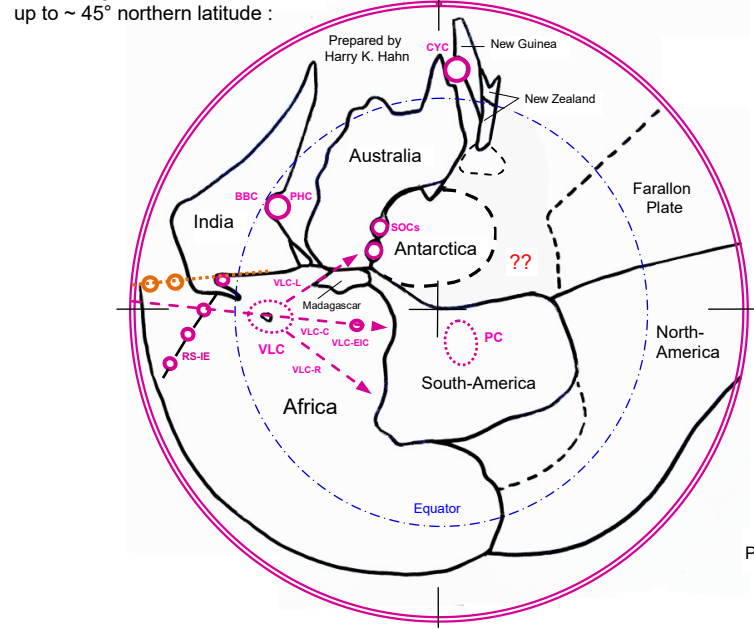 up to ~ 45° northern latitude :
Prepared by
Harry K. Hahn
CYC
New Guinea
New Zealand
Australia
Farallon
Plate
BBC
PHC
India
SOCs
Antarctica
??
VLC-L
Madagascar
VLC-C
VLC-EIC
VLC
RS-IE
VLC-R
PC
North-
America
South-America
Africa
Equator
P